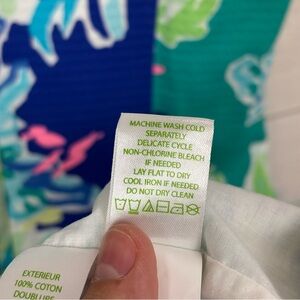 MACHINE WASH COLD
SEPARATELY
DELICATE CYCLE
NON-CHLORINE BLEACH
IF NEEDED
LAY FLAT TO DRY
COOL IRON IF NEEDED
DO NOT DRY CLEAN
EXTERIEUR
100% COTON
DOUBLURE